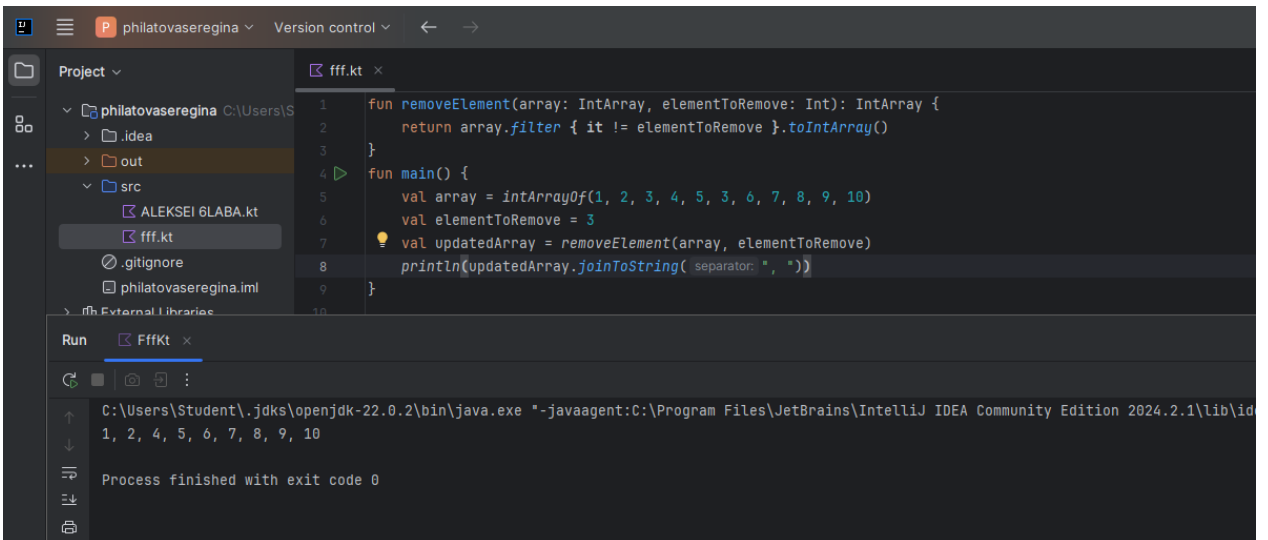 P philatovaseregina Version control
Project
fff.kt
philatovaseregina C:\Users\S
.idea
out
src
ALEKSEI 6LABA.kt
fff.kt
.gitignore
philatovaseregina.iml
External Libraries
1 fun removeElement(array: IntArray, elementToRemove: Int): IntArray {
2 return array.filter { it != elementToRemove }.toIntArray()
3 }
4 fun main() {
5 val array = intArrayOf(1, 2, 3, 4, 5, 3, 6, 7, 8, 9, 10)
6 val elementToRemove = 3
7 val updatedArray = removeElement(array, elementToRemove)
8 println(updatedArray.joinToString( separator: ", "))
9 }
10
Run FffKt
C:\Users\Student\.jdks\openjdk-22.0.2\bin\java.exe "-javaagent:C:\Program Files\JetBrains\IntelliJ IDEA Community Edition 2024.2.1\lib\id
1, 2, 4, 5, 6, 7, 8, 9, 10
Process finished with exit code 0